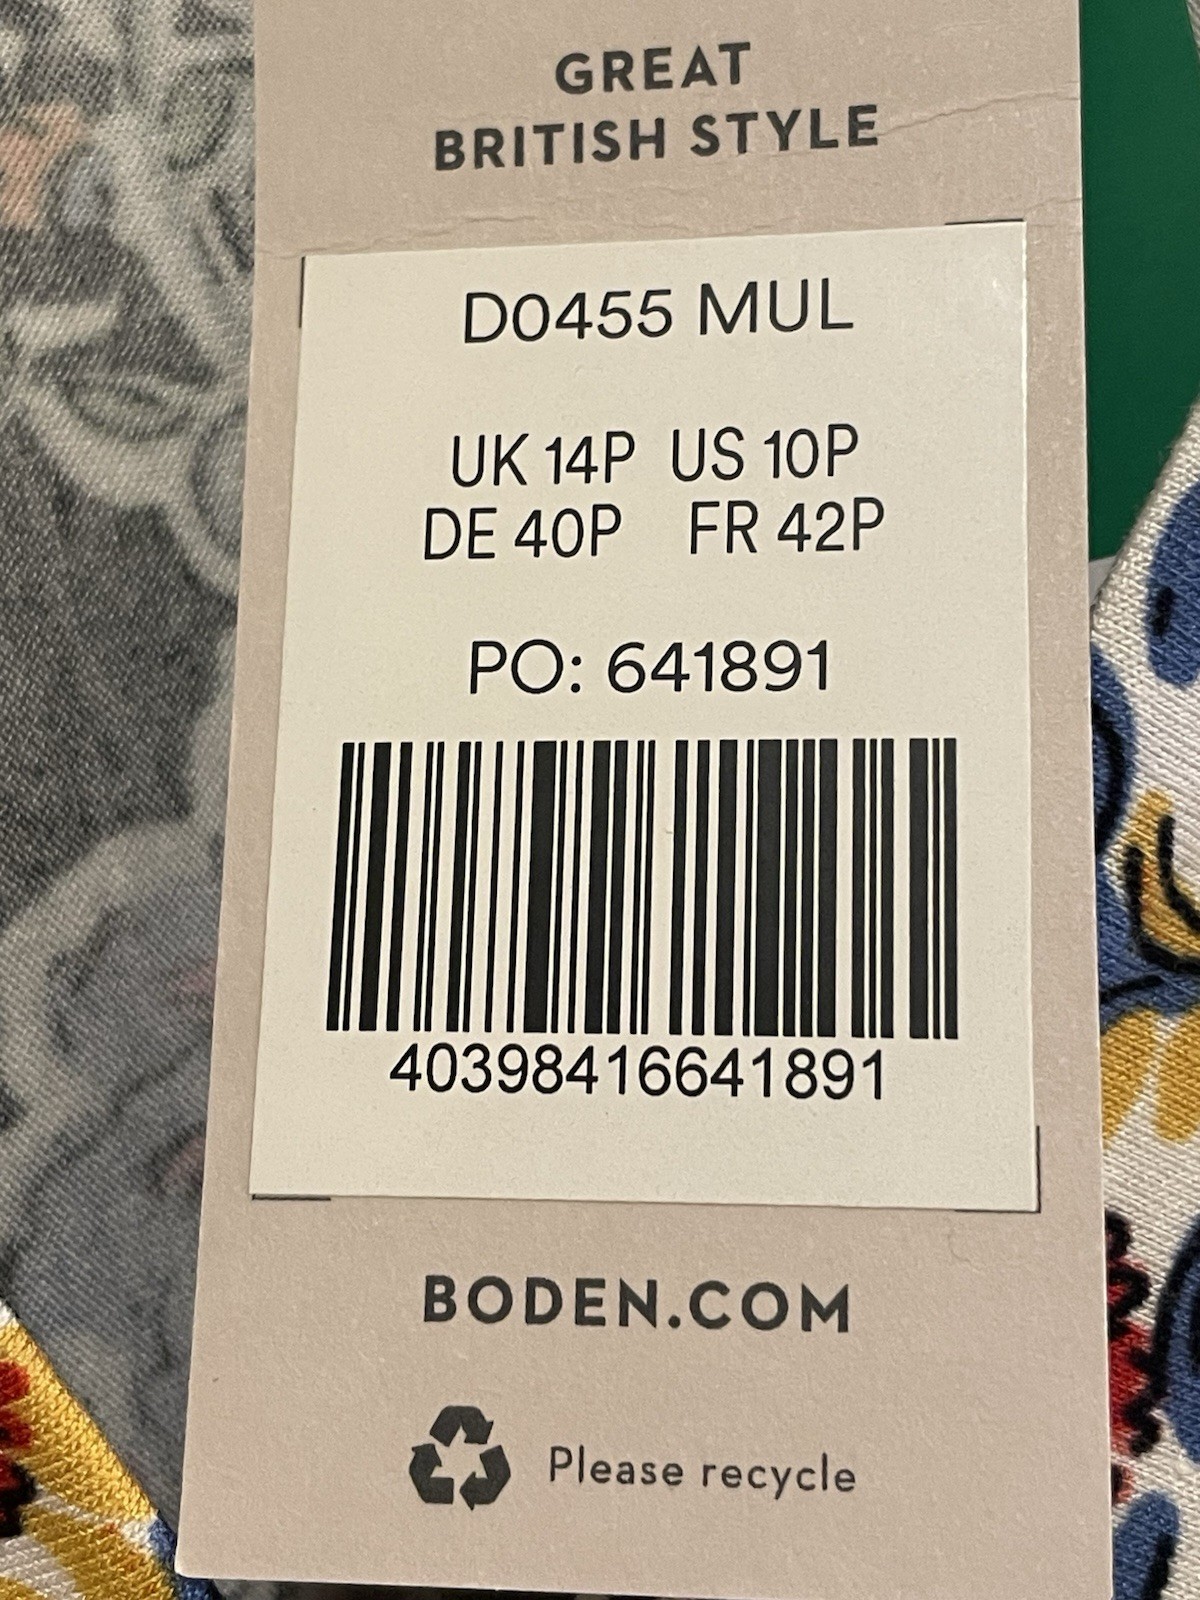 GREAT
BRITISH STYLE
D0455 MUL
UK 14P US 10P
DE 40P FR 42P
PO: 641891
40398416641891
BODEN.COM
Please recycle